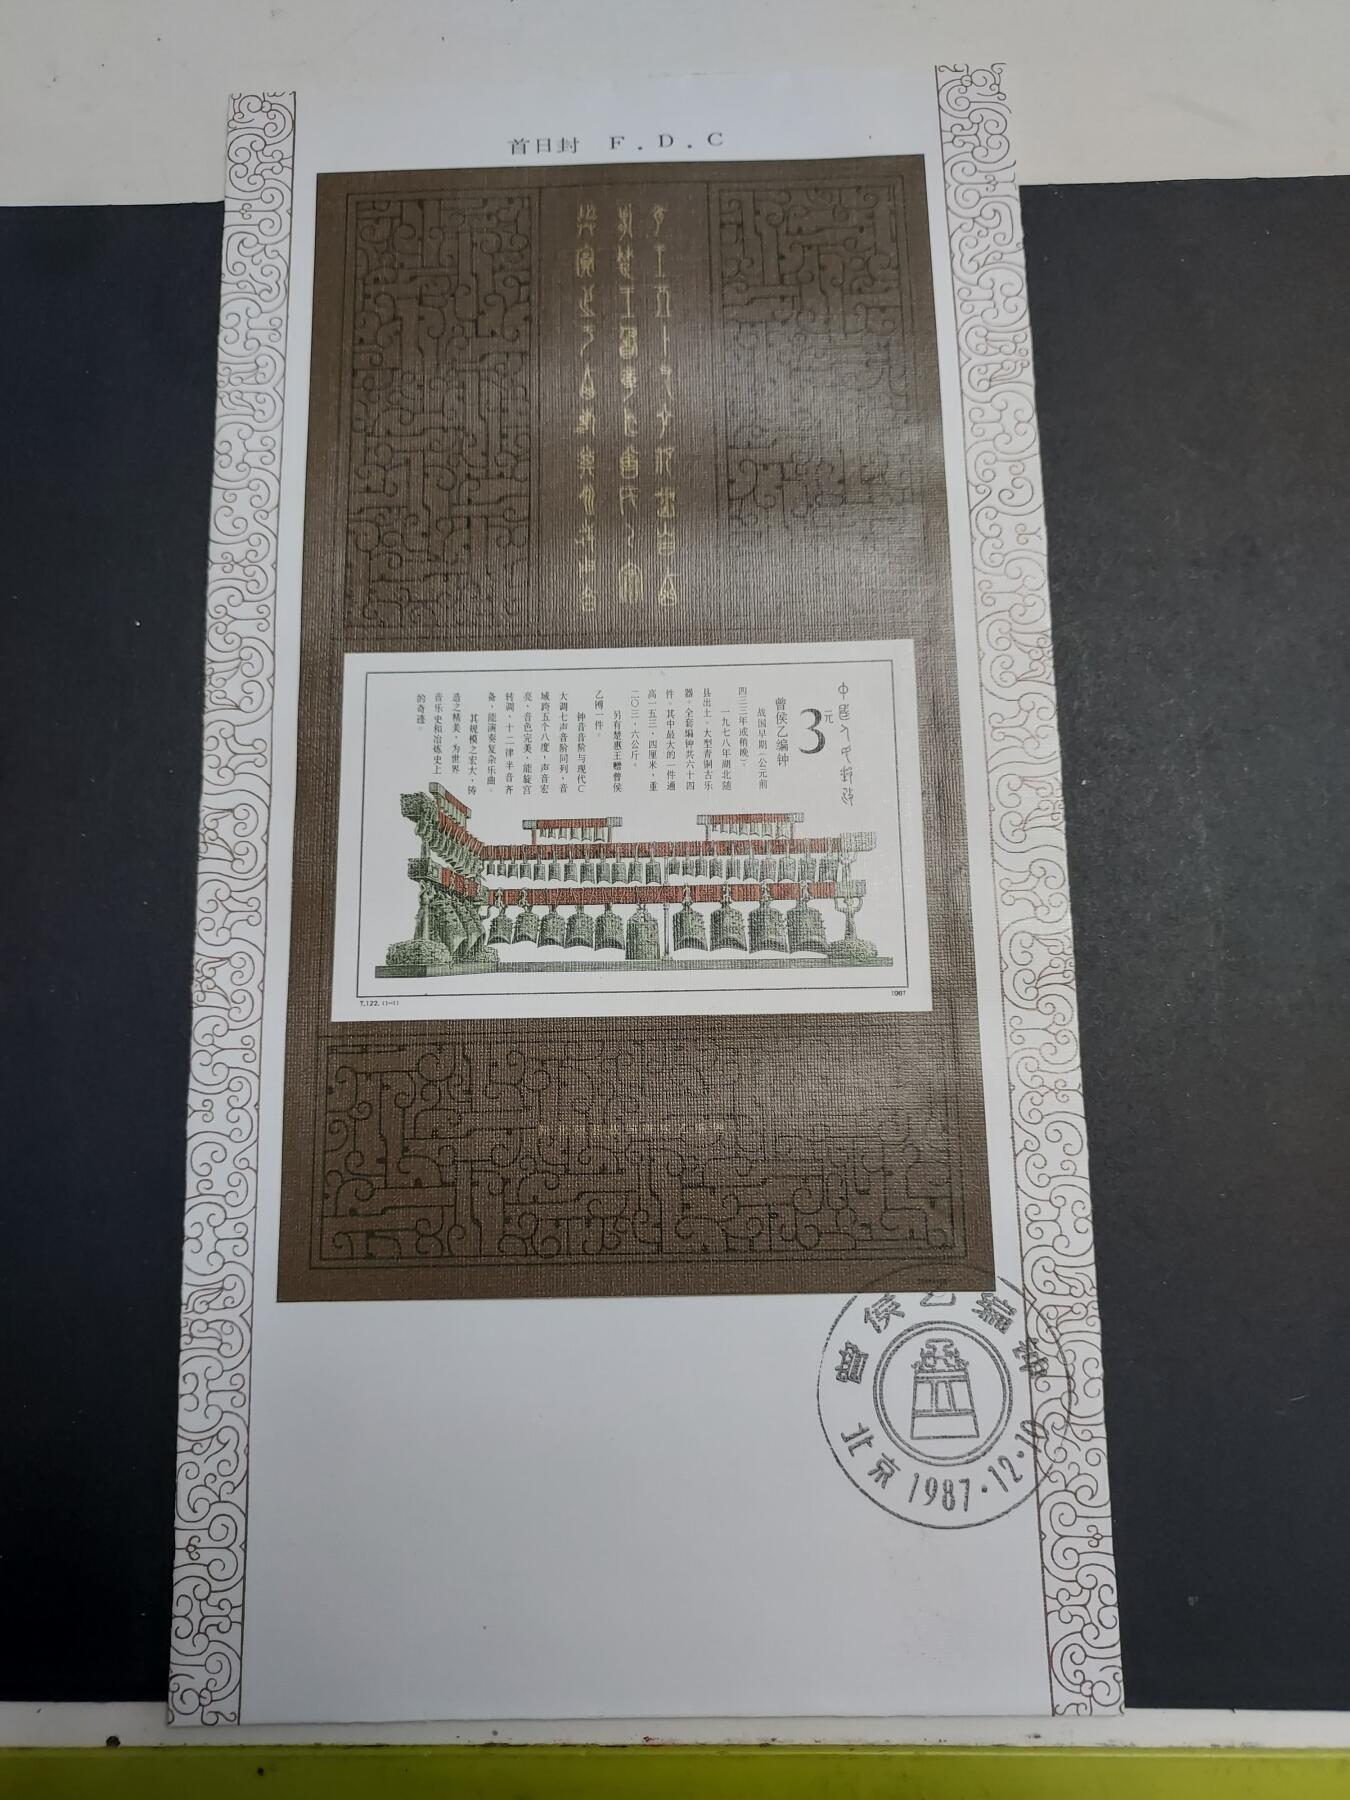 首日封 F.D.C
中国人民邮政
3元
曾侯乙编钟
战国早期(公元前
四三三年或稍晚)。
一九七八年湖北随
县出土。大型青铜古乐
器。全套编钟共六十四
件。其中最大的一件通
高一五三·四厘米,重
二〇三·六公斤。
另有楚惠王赠曾侯
乙镈一件。
钟音音阶与现代C
大调七声音阶同列,音
域跨五个八度,声音宏
亮,音色完美,能旋宫
转调,十二律半音齐
备,能演奏复杂乐曲。
其规模之宏大,铸
造之精美,为世界
音乐史和冶炼史上
的奇迹。
T.122.(1-1)
1987
曾侯乙编钟
北京 1987.12.10